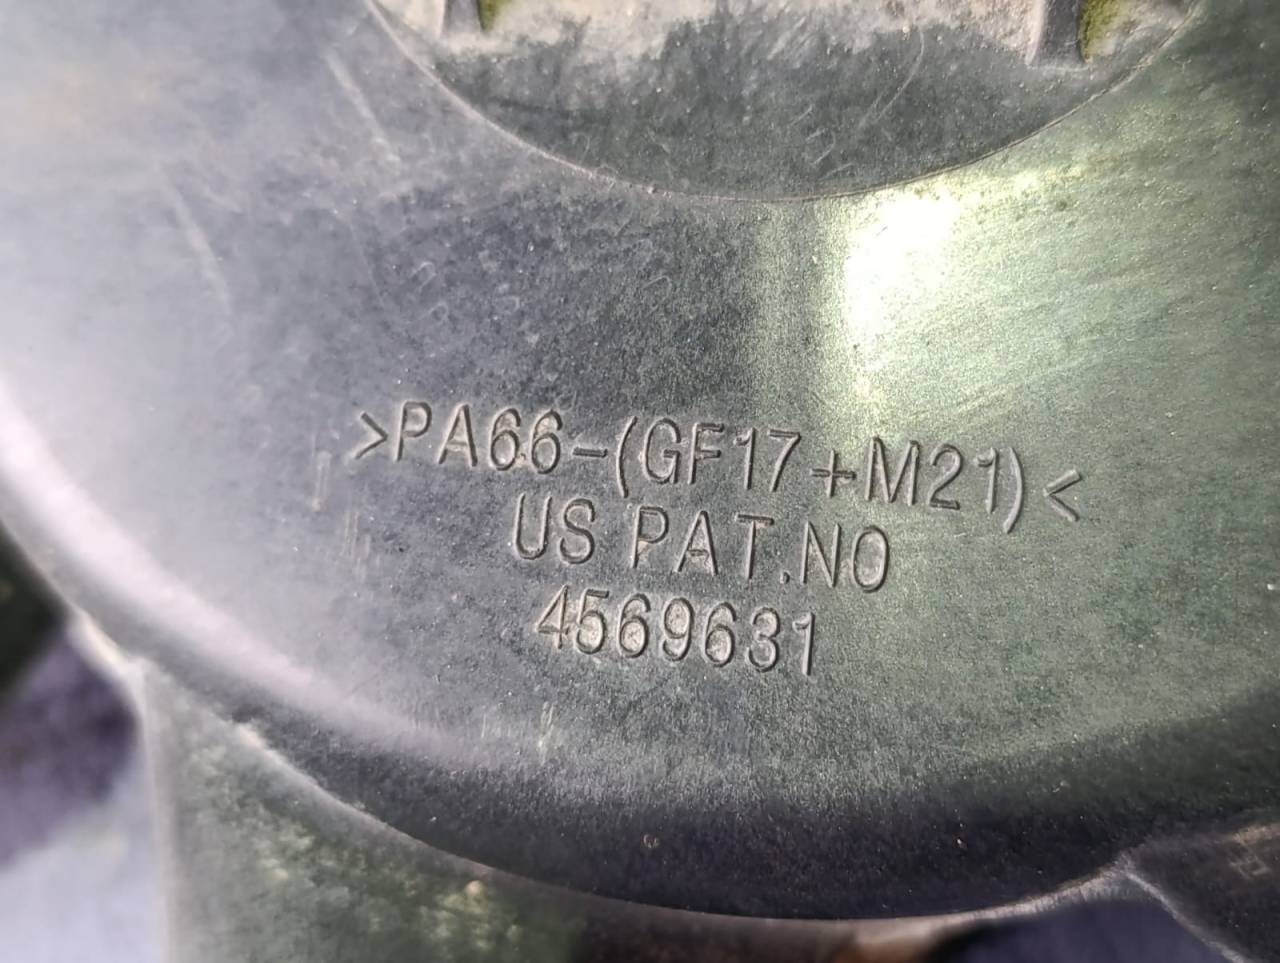 >PA66-(GF17+M21)<
US PAT.NO
4569631